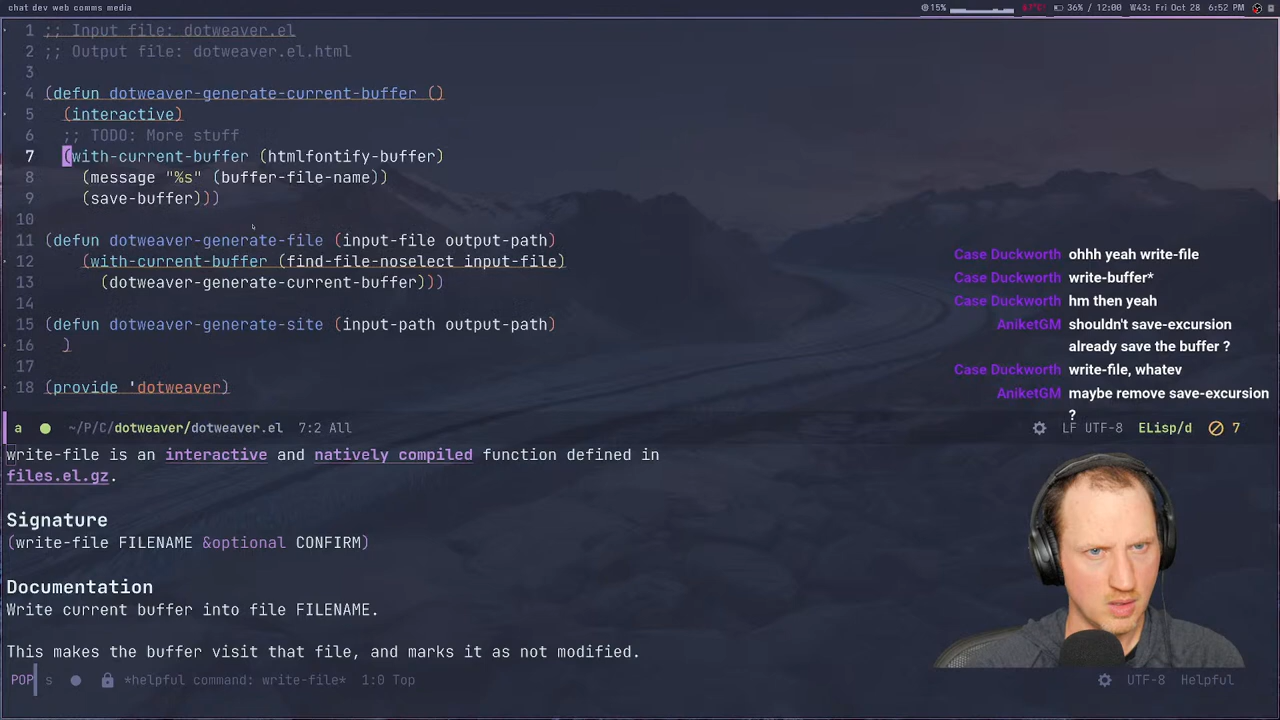 chat dev web comms media
15%
87°C
36% / 12:00
W43: Fri Oct 28
6:52 PM
1 ;; Input file: dotweaver.el
2 ;; Output file: dotweaver.el.html
3
4 (defun dotweaver-generate-current-buffer ()
5 (interactive)
6 ;; TODO: More stuff
7 (with-current-buffer (htmlfontify-buffer)
8 (message "%s" (buffer-file-name))
9 (save-buffer)))
10
11 (defun dotweaver-generate-file (input-file output-path)
12 (with-current-buffer (find-file-noselect input-file)
13 (dotweaver-generate-current-buffer)))
14
15 (defun dotweaver-generate-site (input-path output-path)
16 )
17
18 (provide 'dotweaver)
Case Duckworth ohhh yeah write-file
Case Duckworth write-buffer*
Case Duckworth hm then yeah
AniketGM shouldn't save-excursion
already save the buffer ?
Case Duckworth write-file, whatev
AniketGM maybe remove save-excursion
?
a ~/P/C/dotweaver/dotweaver.el 7:2 All LF UTF-8 ELisp/d 7
write-file is an interactive and natively compiled function defined in
files.el.gz.
Signature
(write-file FILENAME &optional CONFIRM)
Documentation
Write current buffer into file FILENAME.
This makes the buffer visit that file, and marks it as not modified.
POP s *helpful command: write-file* 1:0 Top UTF-8 Helpful